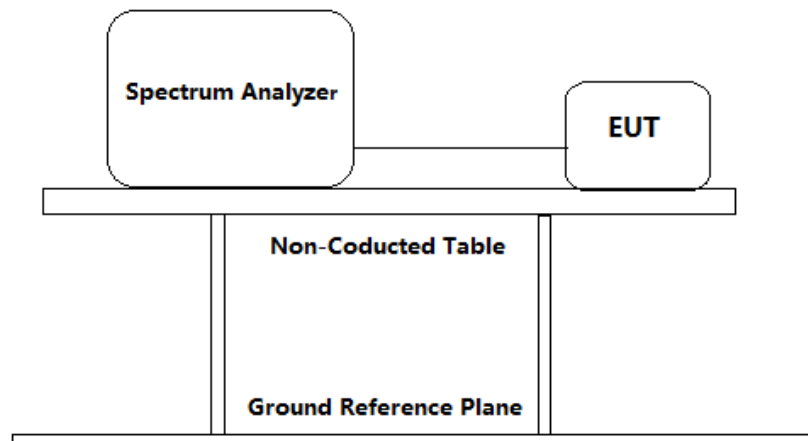 Spectrum Analyzer
EUT
Non-Coducted Table
Ground Reference Plane